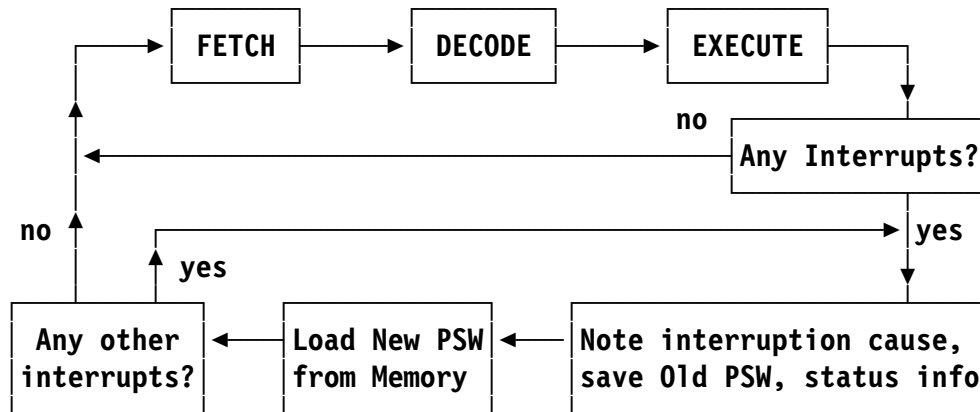 FETCH
DECODE
EXECUTE
no
Any Interrupts?
no
yes
yes
Any other
interrupts?
Load New PSW
from Memory
Note interruption cause,
save Old PSW, status info